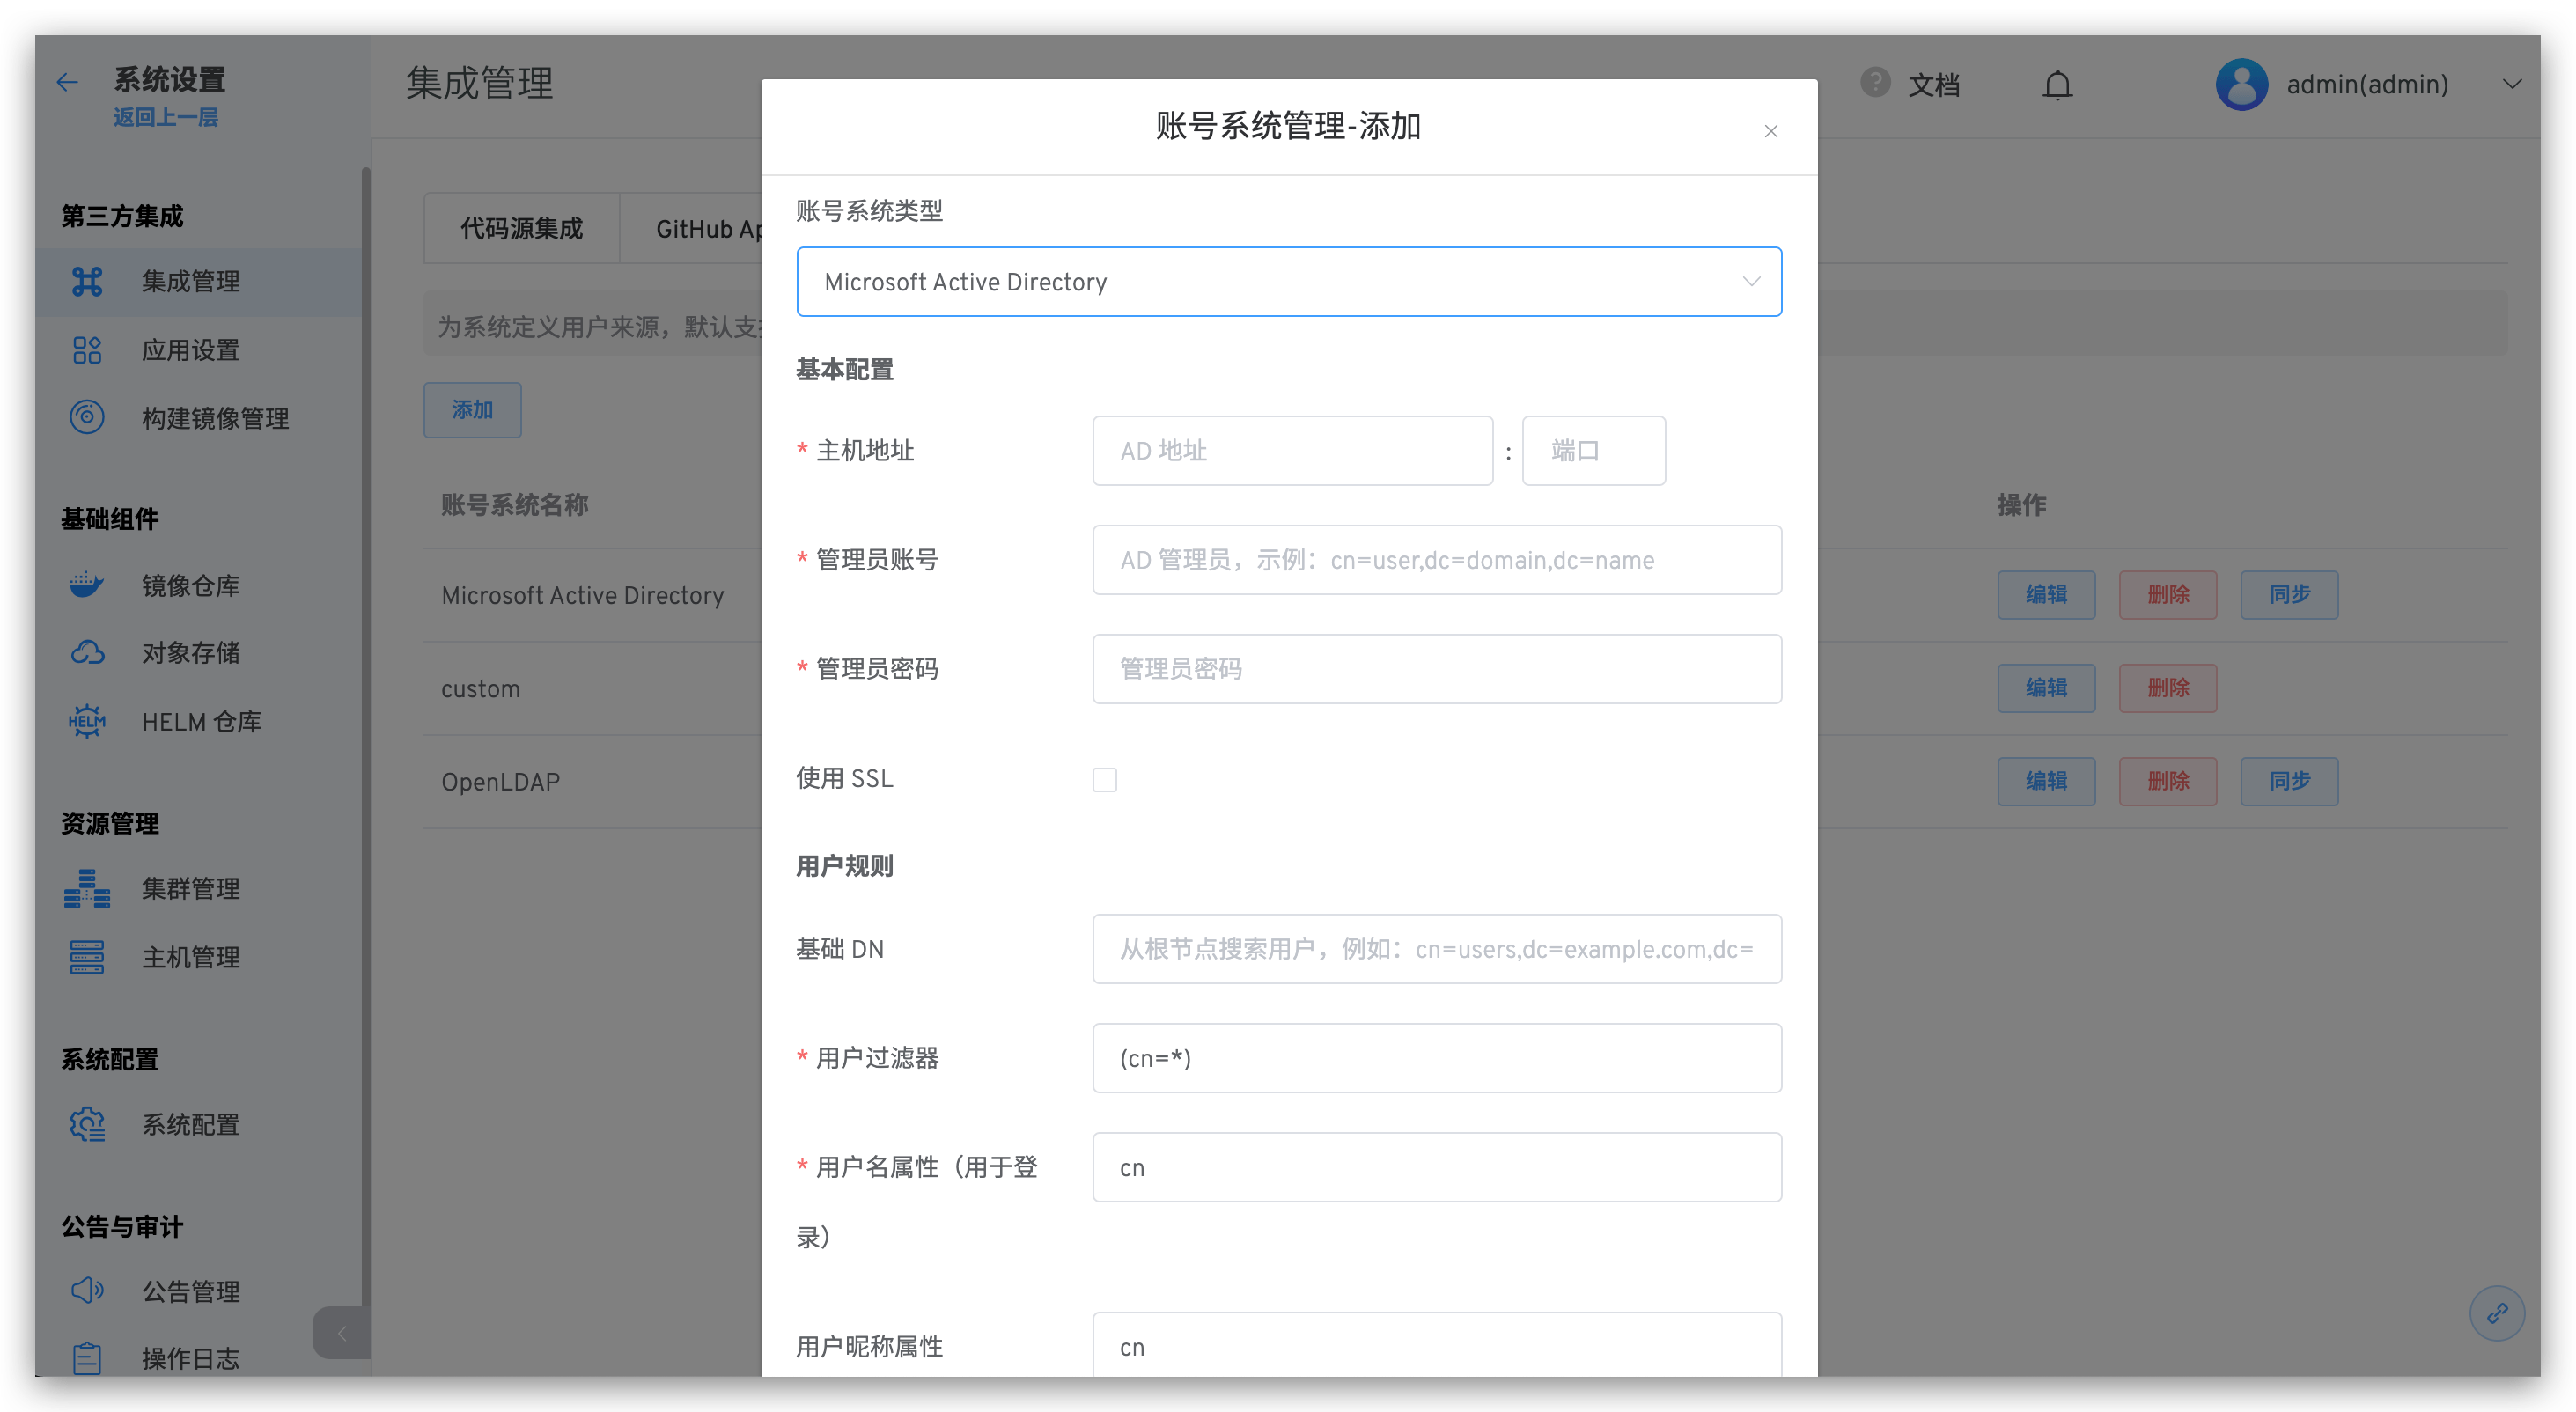 系统设置
返回上一层
第三方集成
集成管理
应用设置
构建镜像管理
基础组件
镜像仓库
对象存储
HELM 仓库
资源管理
集群管理
主机管理
系统配置
系统配置
公告与审计
公告管理
操作日志
集成管理
文档
admin(admin)
代码源集成
GitHub Ap
为系统定义用户来源，默认支
添加
账号系统名称
操作
Microsoft Active Directory
编辑 删除 同步
custom
编辑 删除
OpenLDAP
编辑 删除 同步
账号系统管理-添加
账号系统类型
Microsoft Active Directory
基本配置
* 主机地址
AD 地址 : 端口
* 管理员账号
AD 管理员，示例：cn=user,dc=domain,dc=name
* 管理员密码
管理员密码
使用 SSL
用户规则
基础 DN
从根节点搜索用户，例如：cn=users,dc=example.com,dc=
* 用户过滤器
(cn=*)
* 用户名属性（用于登
录）
cn
用户昵称属性
cn